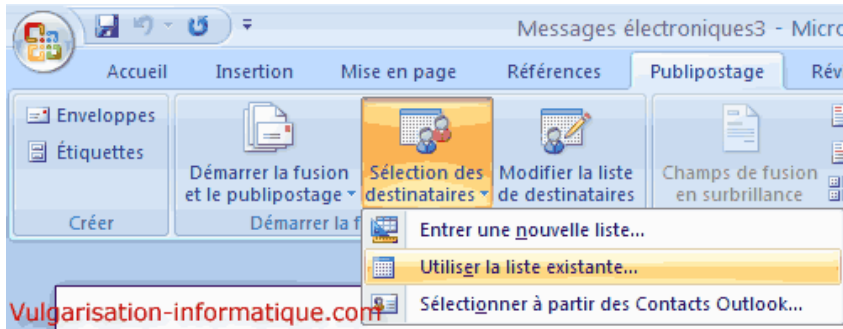 Messages électroniques3 - Micro
Accueil Insertion Mise en page Références Publipostage Rév
Enveloppes
Étiquettes
Démarrer la fusion
et le publipostage
Sélection des
destinataires
Modifier la liste
de destinataires
Champs de fusion
en surbrillance
Créer
Démarrer la f
Entrer une nouvelle liste...
Utiliser la liste existante...
Sélectionner à partir des Contacts Outlook...
Vulgarisation-informatique.com